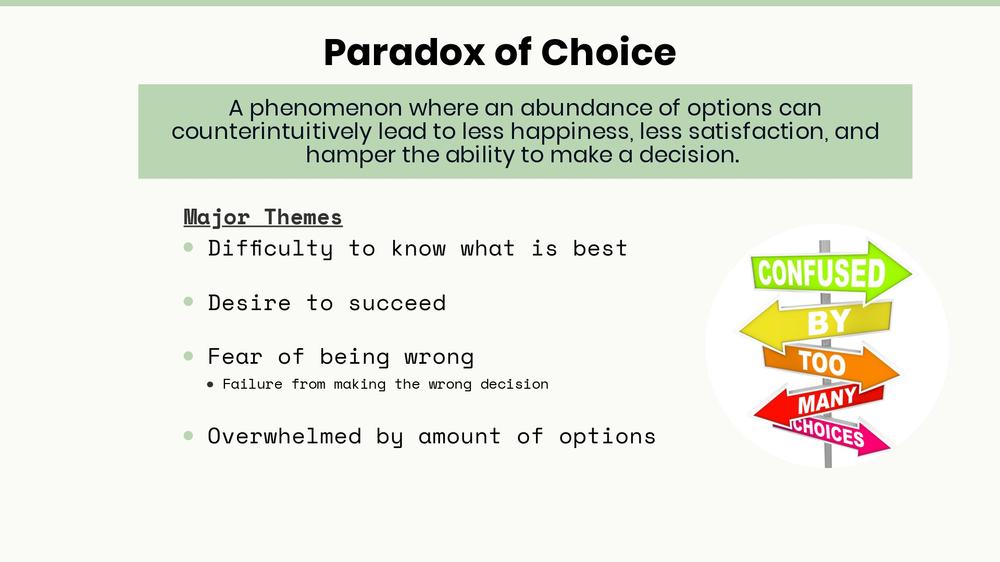 Paradox of Choice
A phenomenon where an abundance of options can
counterintuitively lead to less happiness, less satisfaction, and
hamper the ability to make a decision.
Major Themes
Difficulty to know what is best
Desire to succeed
Fear of being wrong
Failure from making the wrong decision
Overwhelmed by amount of options
CONFUSED
BY
TOO
MANY
CHOICES